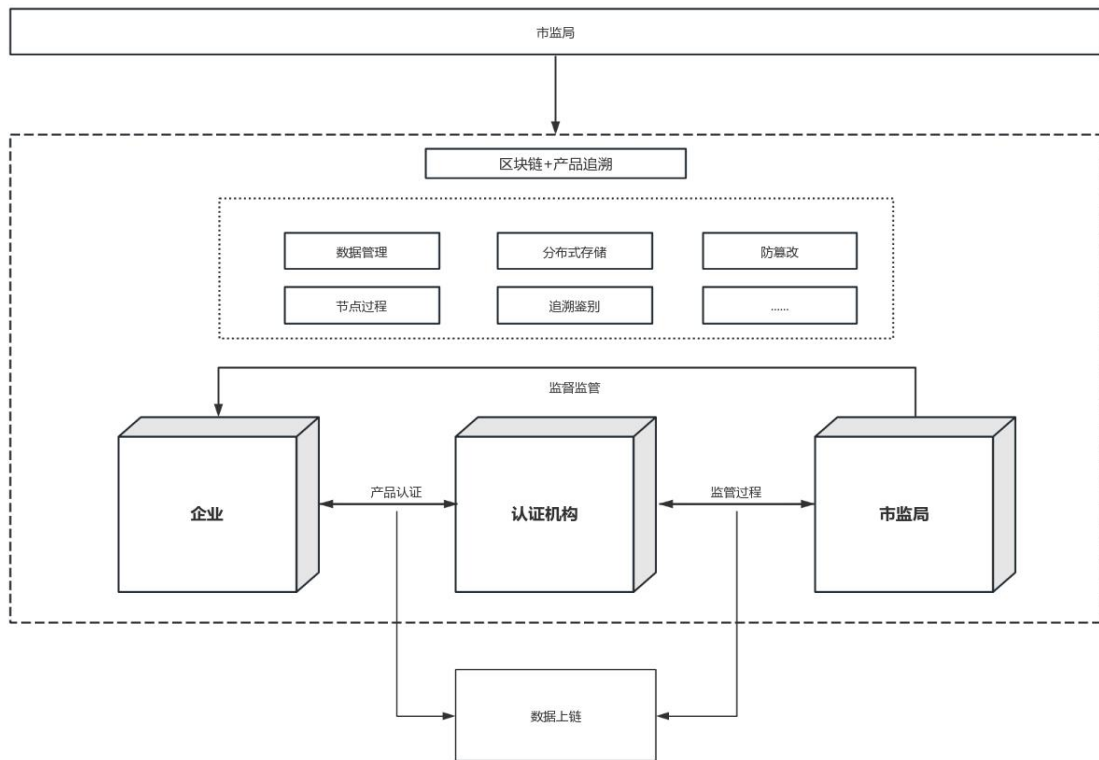 市监局
区块链+产品追溯
数据管理
分布式存储
防篡改
节点过程
追溯鉴别
......
监督监管
产品认证
监管过程
企业
认证机构
市监局
数据上链